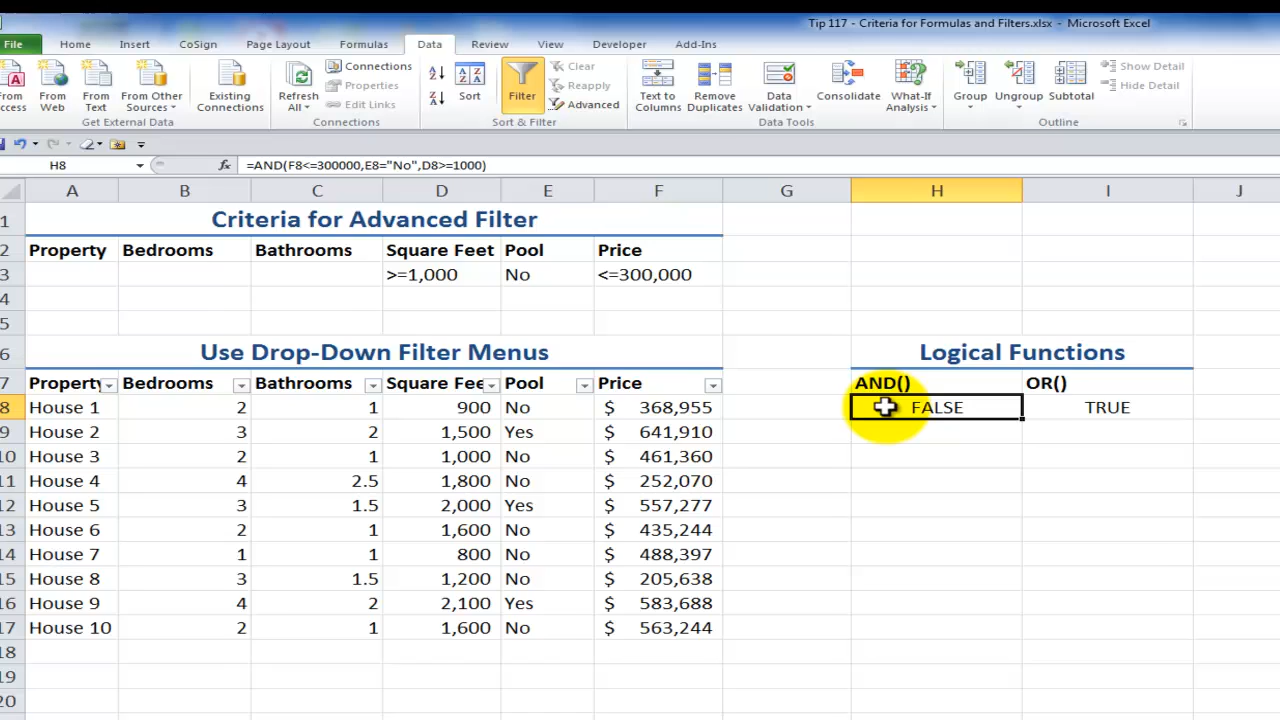 Tip 117 - Criteria for Formulas and Filters.xlsx - Microsoft Excel
File Home Insert CoSign Page Layout Formulas Data Review View Developer Add-Ins
From Access
From Web
From Text
From Other Sources
Existing Connections
Get External Data
Refresh All
Connections
Properties
Edit Links
Connections
Sort
Filter
Clear
Reapply
Advanced
Sort & Filter
Text to Columns
Remove Duplicates
Data Validation
Consolidate
What-If Analysis
Data Tools
Group
Ungroup
Subtotal
Show Detail
Hide Detail
Outline
H8 fx =AND(F8<=300000,E8="No",D8>=1000)
A B C D E F G H I J
1 Criteria for Advanced Filter
2 Property Bedrooms Bathrooms Square Feet Pool Price
3 >=1,000 No <=300,000
4
5
6 Use Drop-Down Filter Menus Logical Functions
7 Property Bedrooms Bathrooms Square Fee Pool Price AND() OR()
8 House 1 2 1 900 No $ 368,955 FALSE TRUE
9 House 2 3 2 1,500 Yes $ 641,910
10 House 3 2 1 1,000 No $ 461,360
11 House 4 4 2.5 1,800 No $ 252,070
12 House 5 3 1.5 2,000 Yes $ 557,277
13 House 6 2 1 1,600 No $ 435,244
14 House 7 1 1 800 No $ 488,397
15 House 8 3 1.5 1,200 No $ 205,638
16 House 9 4 2 2,100 Yes $ 583,688
17 House 10 2 1 1,600 No $ 563,244
18
19
20